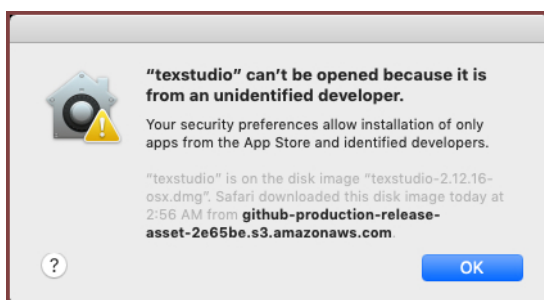 “texstudio” can’t be opened because it is
from an unidentified developer.
Your security preferences allow installation of only
apps from the App Store and identified developers.
“texstudio” is on the disk image “texstudio-2.12.16-
osx.dmg”. Safari downloaded this disk image today at
2:56 AM from github-production-release-
asset-2e65be.s3.amazonaws.com.
?
OK